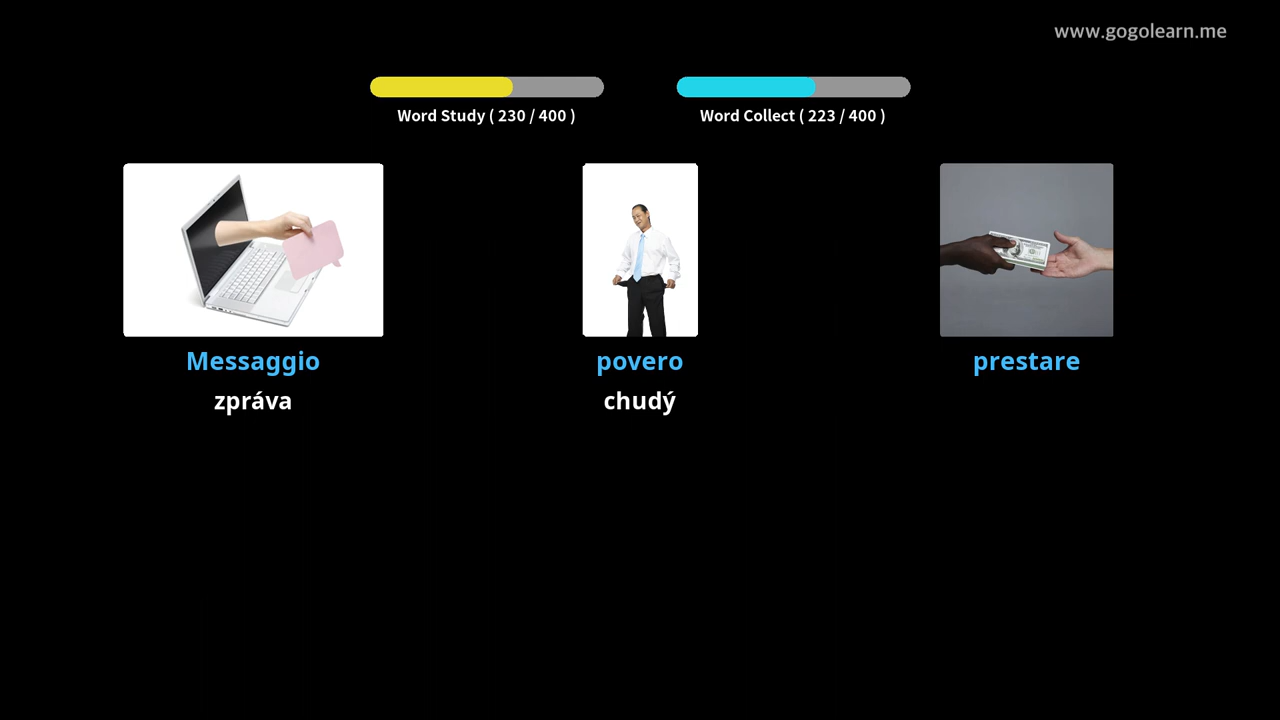 www.gogolearn.me
Word Study ( 230 / 400 )
Word Collect ( 223 / 400 )
Messaggio
povero
prestare
zpráva
chudý